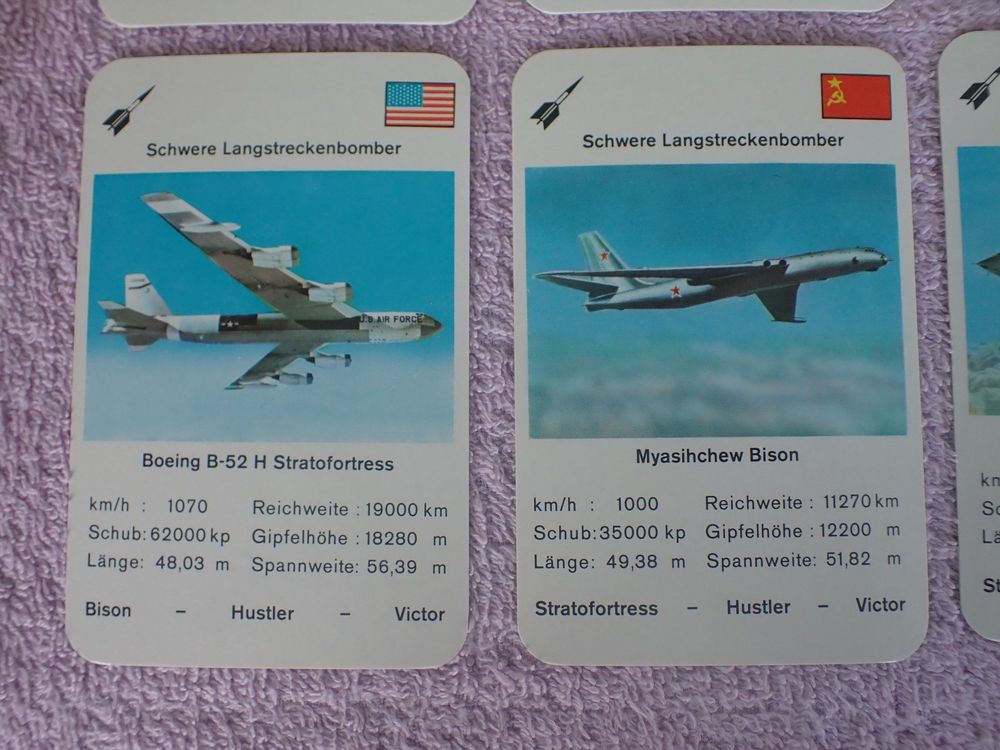 Schwere Langstreckenbomber
U.S AIR FORCE
Boeing B-52 H Stratofortress
km/h : 1070 Reichweite : 19000 km
Schub: 62000 kp Gipfelhöhe : 18280 m
Länge: 48,03 m Spannweite: 56,39 m
Bison – Hustler – Victor
Schwere Langstreckenbomber
Myasihchew Bison
km/h : 1000 Reichweite : 11270 km
Schub: 35000 kp Gipfelhöhe : 12200 m
Länge: 49,38 m Spannweite: 51,82 m
Stratofortress – Hustler – Victor